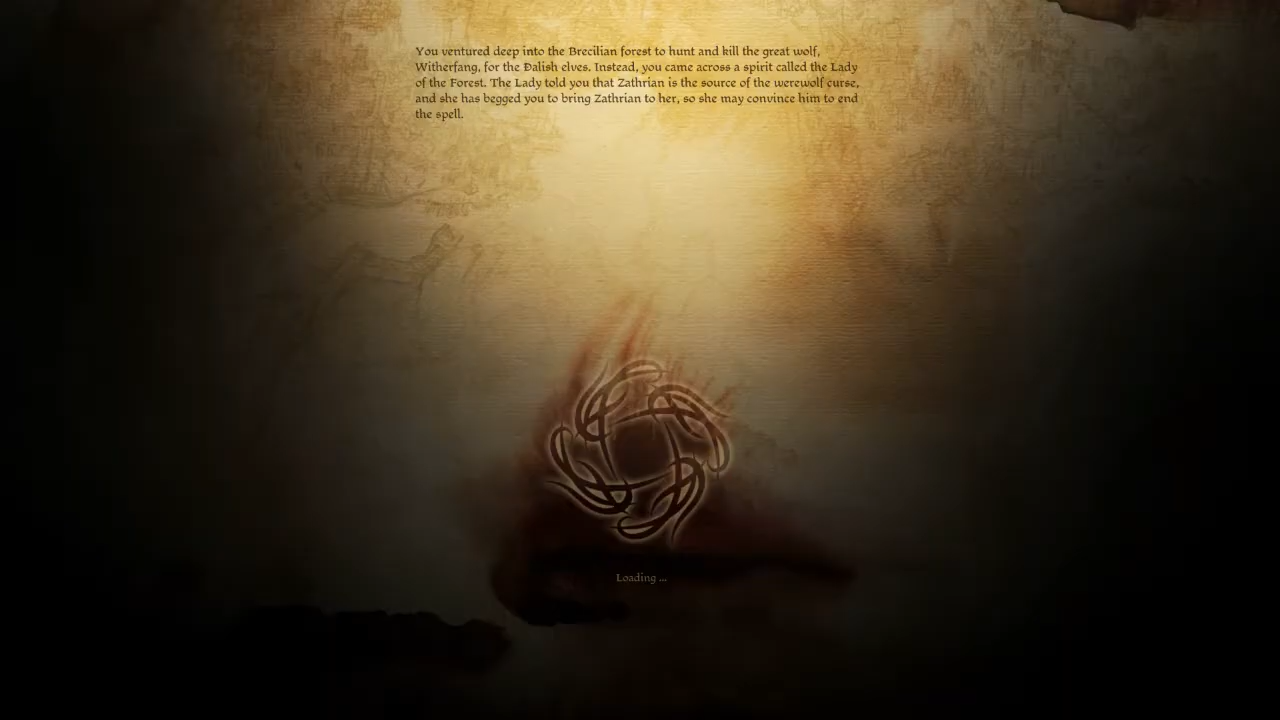 You ventured deep into the Brecilian forest to hunt and kill the great wolf,
Witherfang, for the Dalish elves. Instead, you came across a spirit called the Lady
of the Forest. The Lady told you that Zathrian is the source of the werewolf curse,
and she has begged you to bring Zathrian to her, so she may convince him to end
the spell.
Loading ...